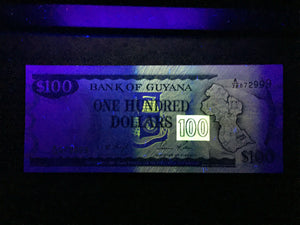 $100
BANK OF GUYANA
ONE HUNDRED
DOLLARS
100
$100